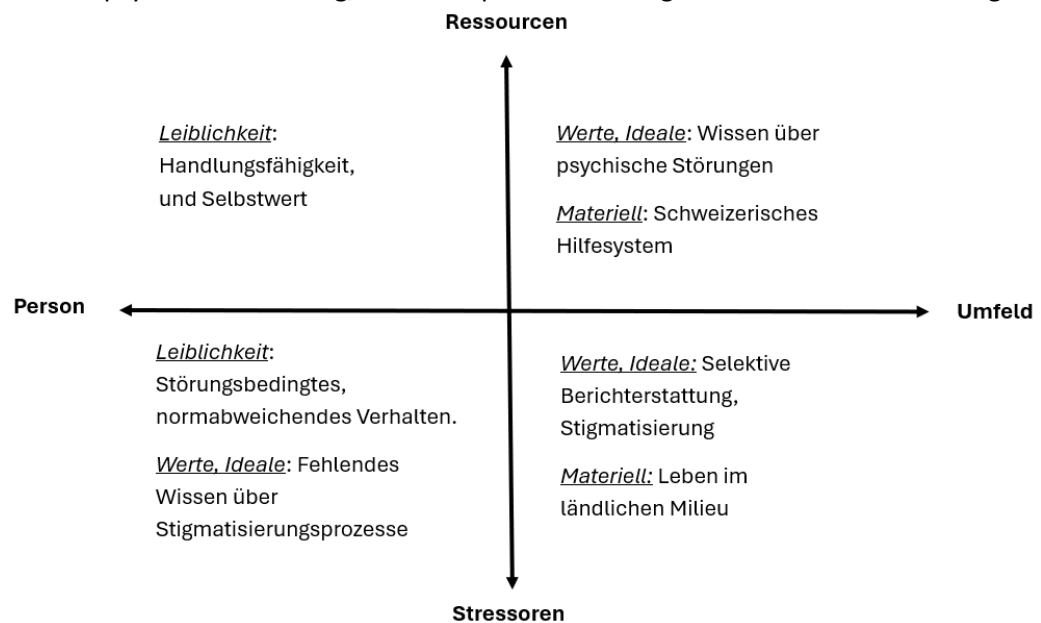 Ressourcen
Leiblichkeit:
Handlungsfähigkeit,
und Selbstwert
Werte, Ideale: Wissen über
psychische Störungen
Materiell: Schweizerisches
Hilfesystem
Person
Umfeld
Leiblichkeit:
Störungsbedingtes,
normabweichendes Verhalten.
Werte, Ideale: Fehlendes
Wissen über
Stigmatisierungsprozesse
Werte, Ideale: Selektive
Berichterstattung,
Stigmatisierung
Materiell: Leben im
ländlichen Milieu
Stressoren